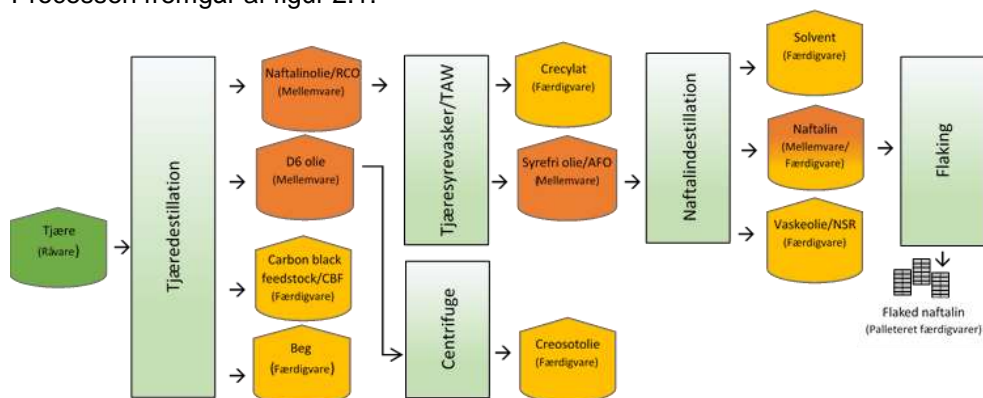 Processen fremgår af figur 2.1.
Tjære
(Råvare)
Tjæredestillation
Naftalinolie/RCO
(Mellemvare)
D6 olie
(Mellemvare)
Carbon black
feedstock/CBF
(Færdigvare)
Beg
(Færdigvare)
Tjæresyrevasker/TAW
Centrifuge
Crecylat
(Færdigvare)
Syrefri olie/AFO
(Mellemvare)
Creosotolie
(Færdigvare)
Naftalindestillation
Solvent
(Færdigvare)
Naftalin
(Mellemvare/
Færdigvare)
Vaskeolie/NSR
(Færdigvare)
Flaking
Flaked naftalin
(Palleteret færdigvarer)